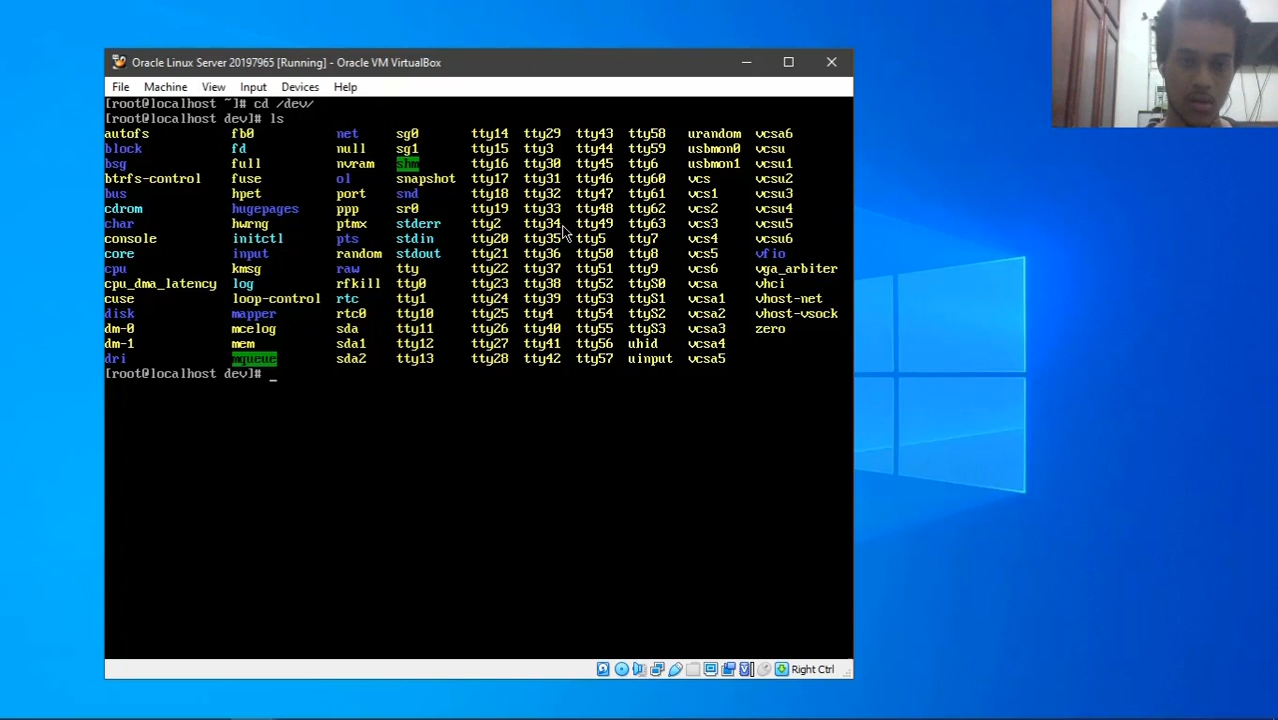 Oracle Linux Server 20197965 [Running] - Oracle VM VirtualBox
File Machine View Input Devices Help
[root@localhost ~]# cd /dev/
[root@localhost dev]# ls
autofs fb0 net sg0 tty14 tty29 tty43 tty58 urandom vcsa6
block fd null sg1 tty15 tty3 tty44 tty59 usbmon0 vcsu
bsg full nvram shm tty16 tty30 tty45 tty6 usbmon1 vcsu1
btrfs-control fuse ol snapshot tty17 tty31 tty46 tty60 vcs vcsu2
bus hpet port snd tty18 tty32 tty47 tty61 vcs1 vcsu3
cdrom hugepages ppp sr0 tty19 tty33 tty48 tty62 vcs2 vcsu4
char hwrng ptmx stderr tty2 tty34 tty49 tty63 vcs3 vcsu5
console initctl pts stdin tty20 tty35 tty5 tty7 vcs4 vcsu6
core input random stdout tty21 tty36 tty50 tty8 vcs5 vfio
cpu kmsg raw tty tty22 tty37 tty51 tty9 vcs6 vga_arbiter
cpu_dma_latency log rfkill tty0 tty23 tty38 tty52 ttyS0 vcsa vhci
cuse loop-control rtc tty1 tty24 tty39 tty53 ttyS1 vcsa1 vhost-net
disk mapper rtc0 tty10 tty25 tty4 tty54 ttyS2 vcsa2 vhost-vsock
dm-0 mcelog sda tty11 tty26 tty40 tty55 ttyS3 vcsa3 zero
dm-1 mem sda1 tty12 tty27 tty41 tty56 uhid vcsa4
dri mqueue sda2 tty13 tty28 tty42 tty57 uinput vcsa5
[root@localhost dev]# _
Right Ctrl